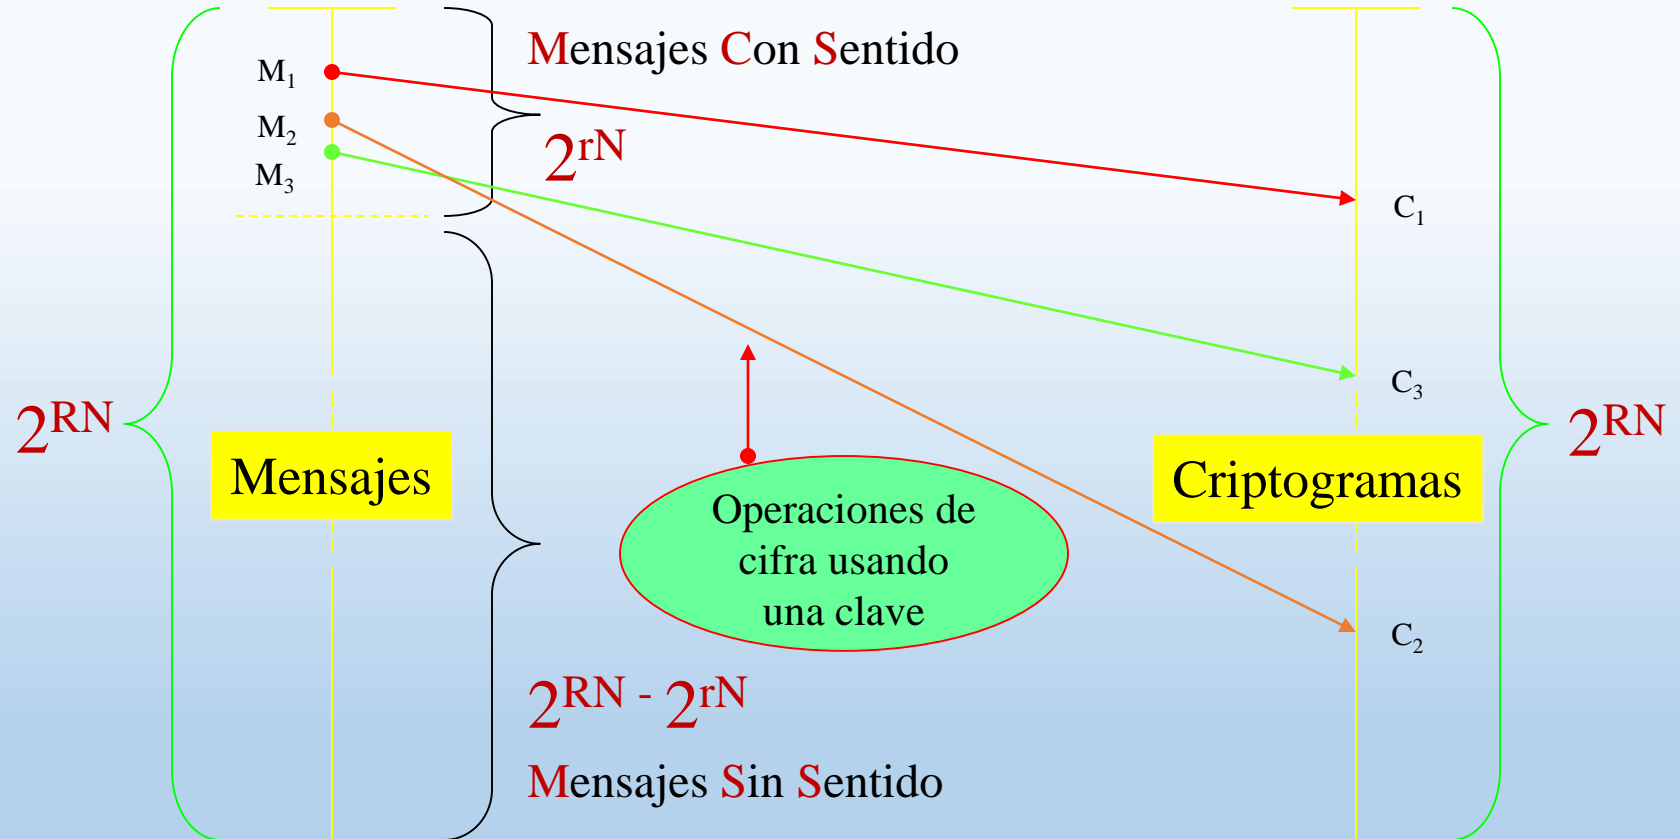 Mensajes Con Sentido
M₁
M₂
M₃
2ʳᴺ
C₁
C₃
2ᴿᴺ
2ᴿᴺ
Mensajes
Criptogramas
Operaciones de
cifra usando
una clave
C₂
2ᴿᴺ - 2ʳᴺ
Mensajes Sin Sentido